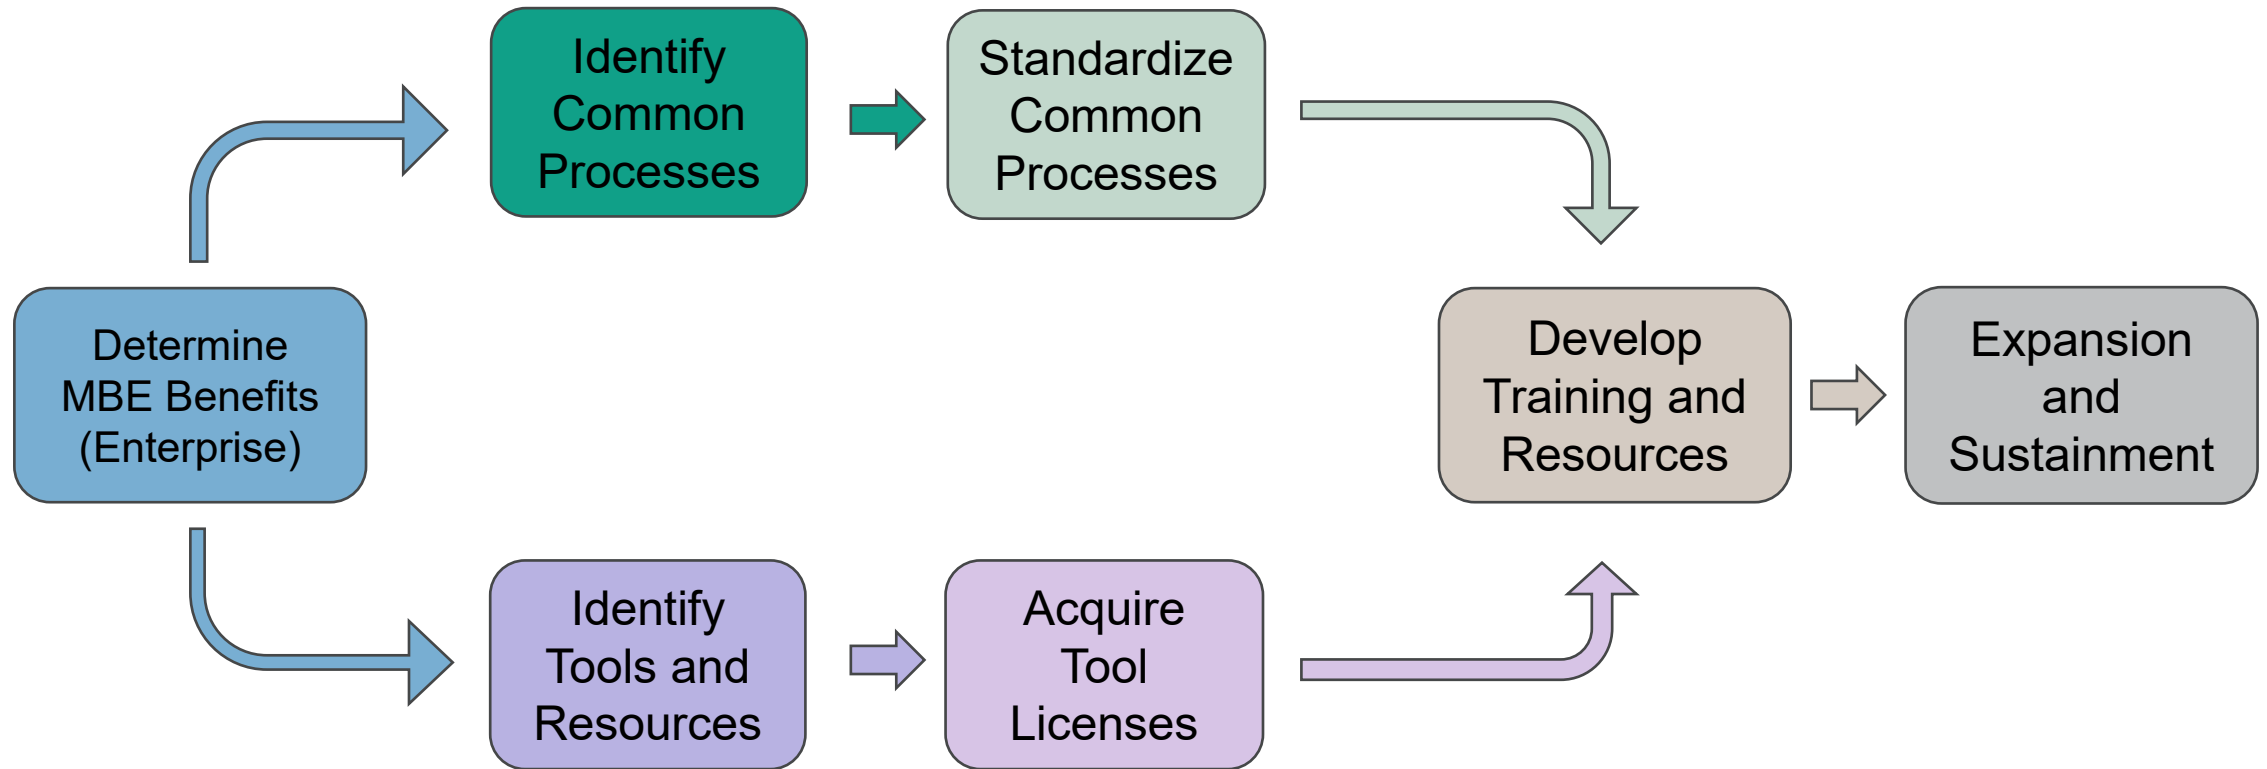 Identify
Common
Processes
Standardize
Common
Processes
Determine
MBE Benefits
(Enterprise)
Develop
Training and
Resources
Expansion
and
Sustainment
Identify
Tools and
Resources
Acquire
Tool
Licenses